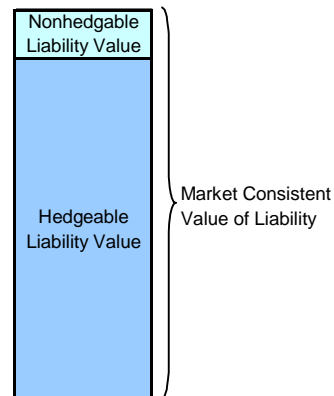 Nonhedgable
Liability Value
Hedgeable
Liability Value
Market Consistent
Value of Liability